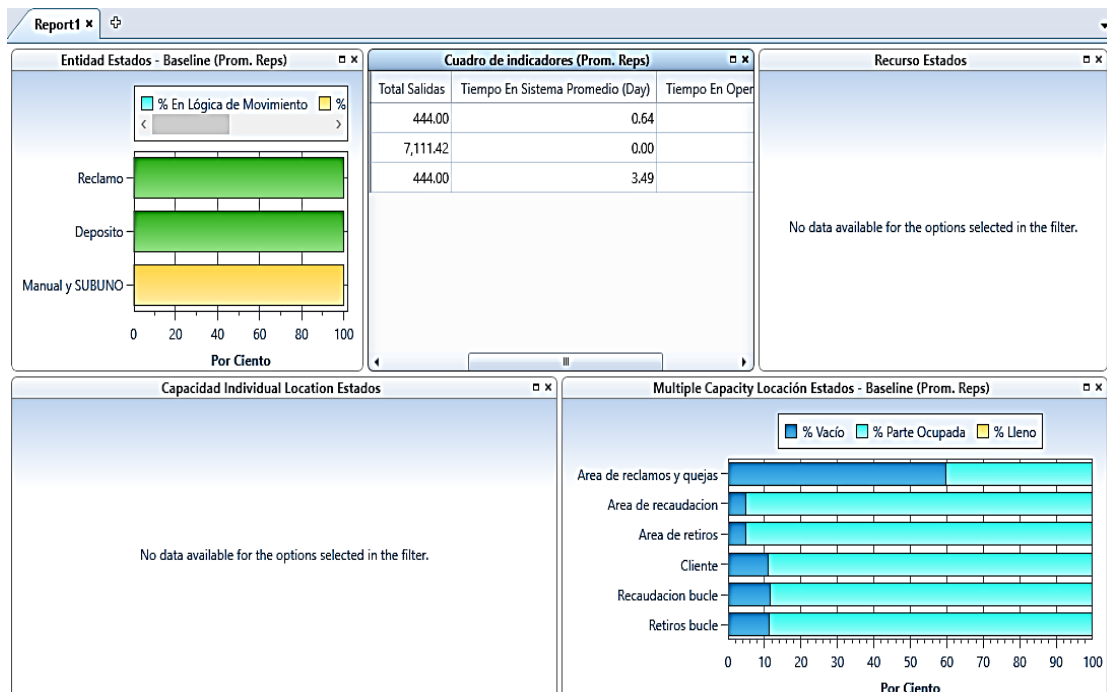 Report1
Entidad Estados - Baseline (Prom. Reps)
% En Lógica de Movimiento %
Reclamo
Deposito
Manual y SUBUNO
0 20 40 60 80 100
Por Ciento
Cuadro de indicadores (Prom. Reps)
Total Salidas Tiempo En Sistema Promedio (Day) Tiempo En Oper
444.00 0.64
7,111.42 0.00
444.00 3.49
Recurso Estados
No data available for the options selected in the filter.
Capacidad Individual Location Estados
No data available for the options selected in the filter.
Multiple Capacity Locación Estados - Baseline (Prom. Reps)
% Vacío % Parte Ocupada % Lleno
Area de reclamos y quejas
Area de recaudacion
Área de retiros
Cliente
Recaudacion bucle
Retiros bucle
0 10 20 30 40 50 60 70 80 90 100
Por Ciento